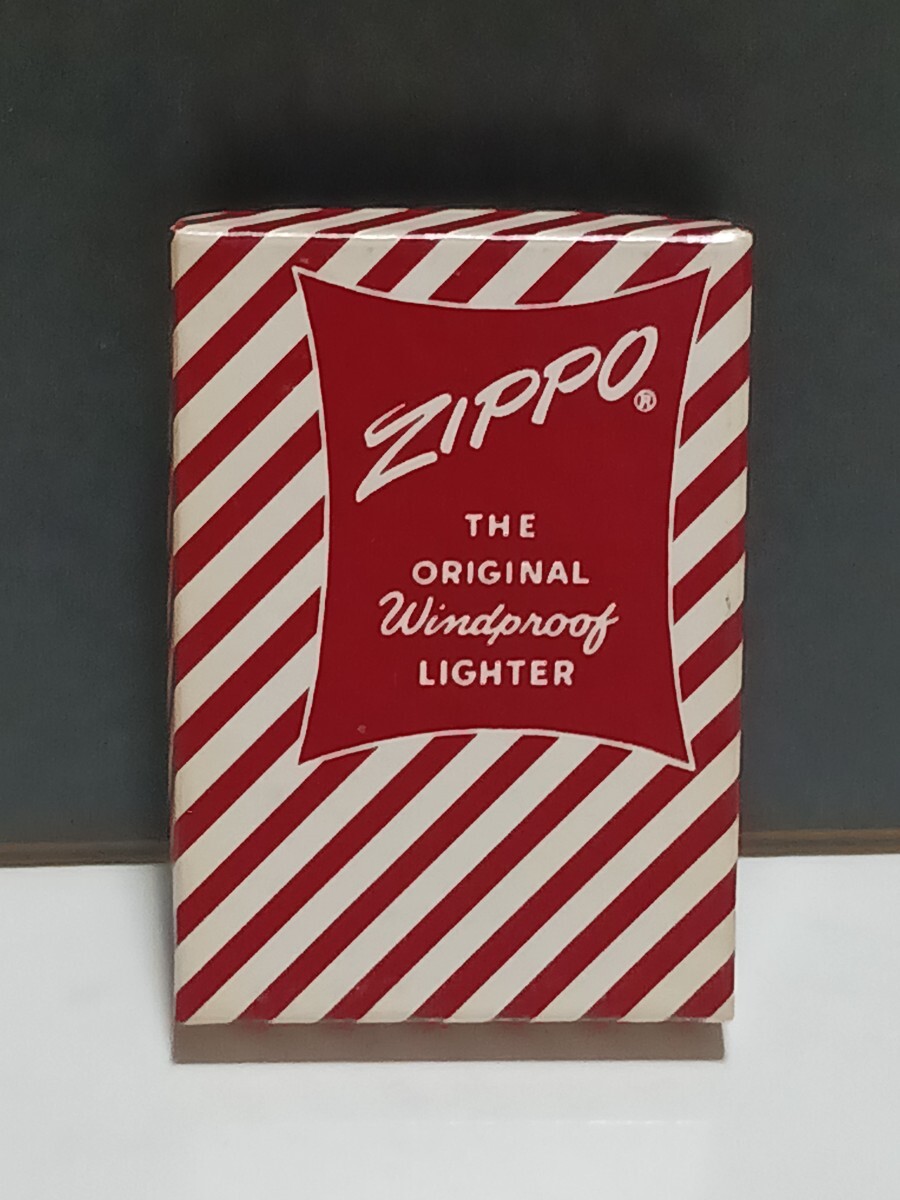 ZIPPO®
THE
ORIGINAL
Windproof
LIGHTER